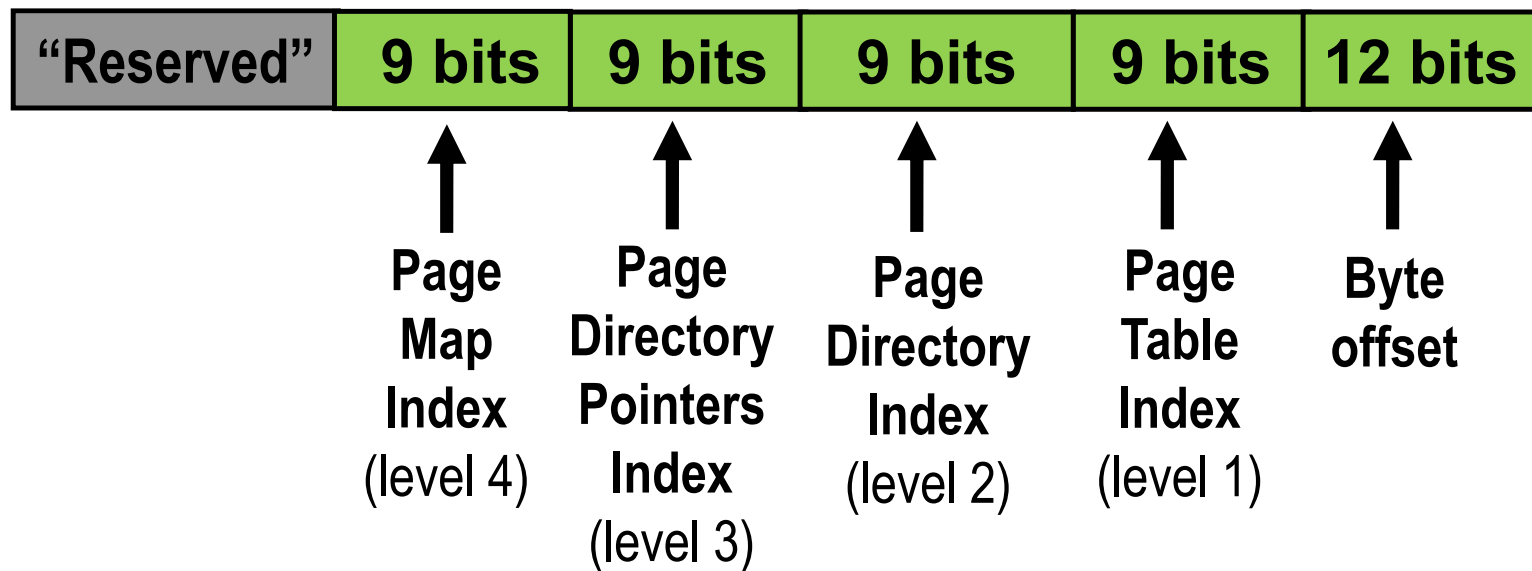 “Reserved” 9 bits 9 bits 9 bits 9 bits 12 bits
Page
Map
Index
(level 4)
Page
Directory
Pointers
Index
(level 3)
Page
Directory
Index
(level 2)
Page
Table
Index
(level 1)
Byte
offset